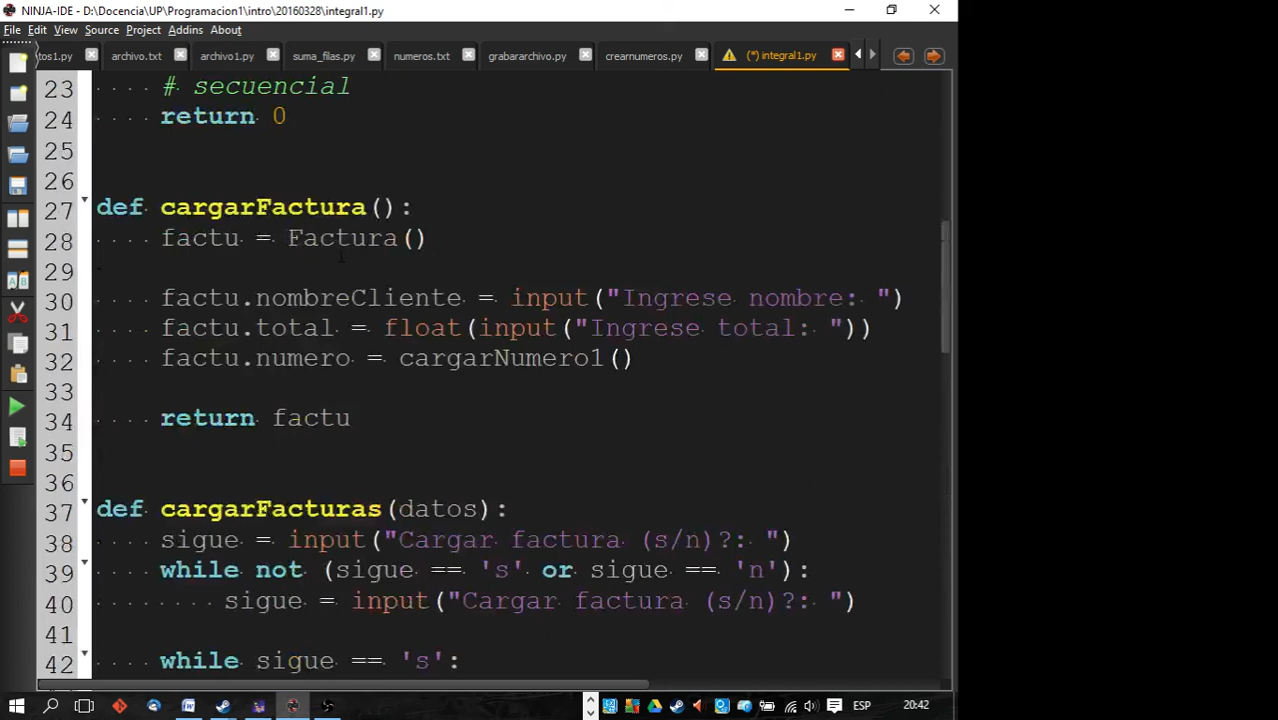 NINJA-IDE - D:\Docencia\UP\Programacion1\intro\20160328\integral1.py
File Edit View Source Project Addins About
tos1.py archivo.txt archivo1.py suma_filas.py numeros.txt grabararchivo.py crearnumeros.py (*) integral1.py
23 # secuencial
24 return 0
25
26
27 def cargarFactura():
28 factu = Factura()
29
30 factu.nombreCliente = input("Ingrese nombre: ")
31 factu.total = float(input("Ingrese total: "))
32 factu.numero = cargarNumero1()
33
34 return factu
35
36
37 def cargarFacturas(datos):
38 sigue = input("Cargar factura (s/n)?: ")
39 while not (sigue == 's' or sigue == 'n'):
40 sigue = input("Cargar factura (s/n)?: ")
41
42 while sigue == 's':
ESP 20:42